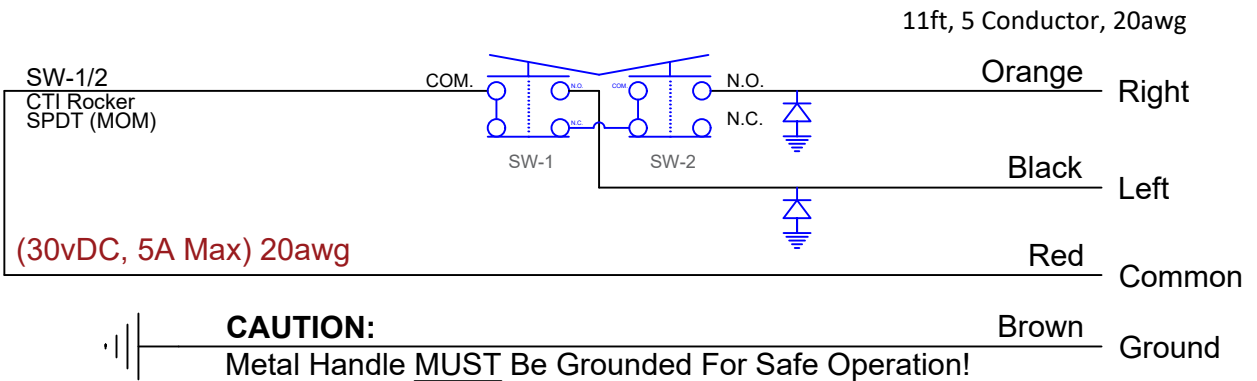 11ft, 5 Conductor, 20awg
SW-1/2
CTI Rocker
SPDT (MOM)
COM.
N.O.
COM.
N.O.
Orange
Right
N.C.
N.C.
SW-1
SW-2
Black
Left
(30vDC, 5A Max) 20awg
Red
Common
CAUTION:
Metal Handle MUST Be Grounded For Safe Operation!
Brown
Ground